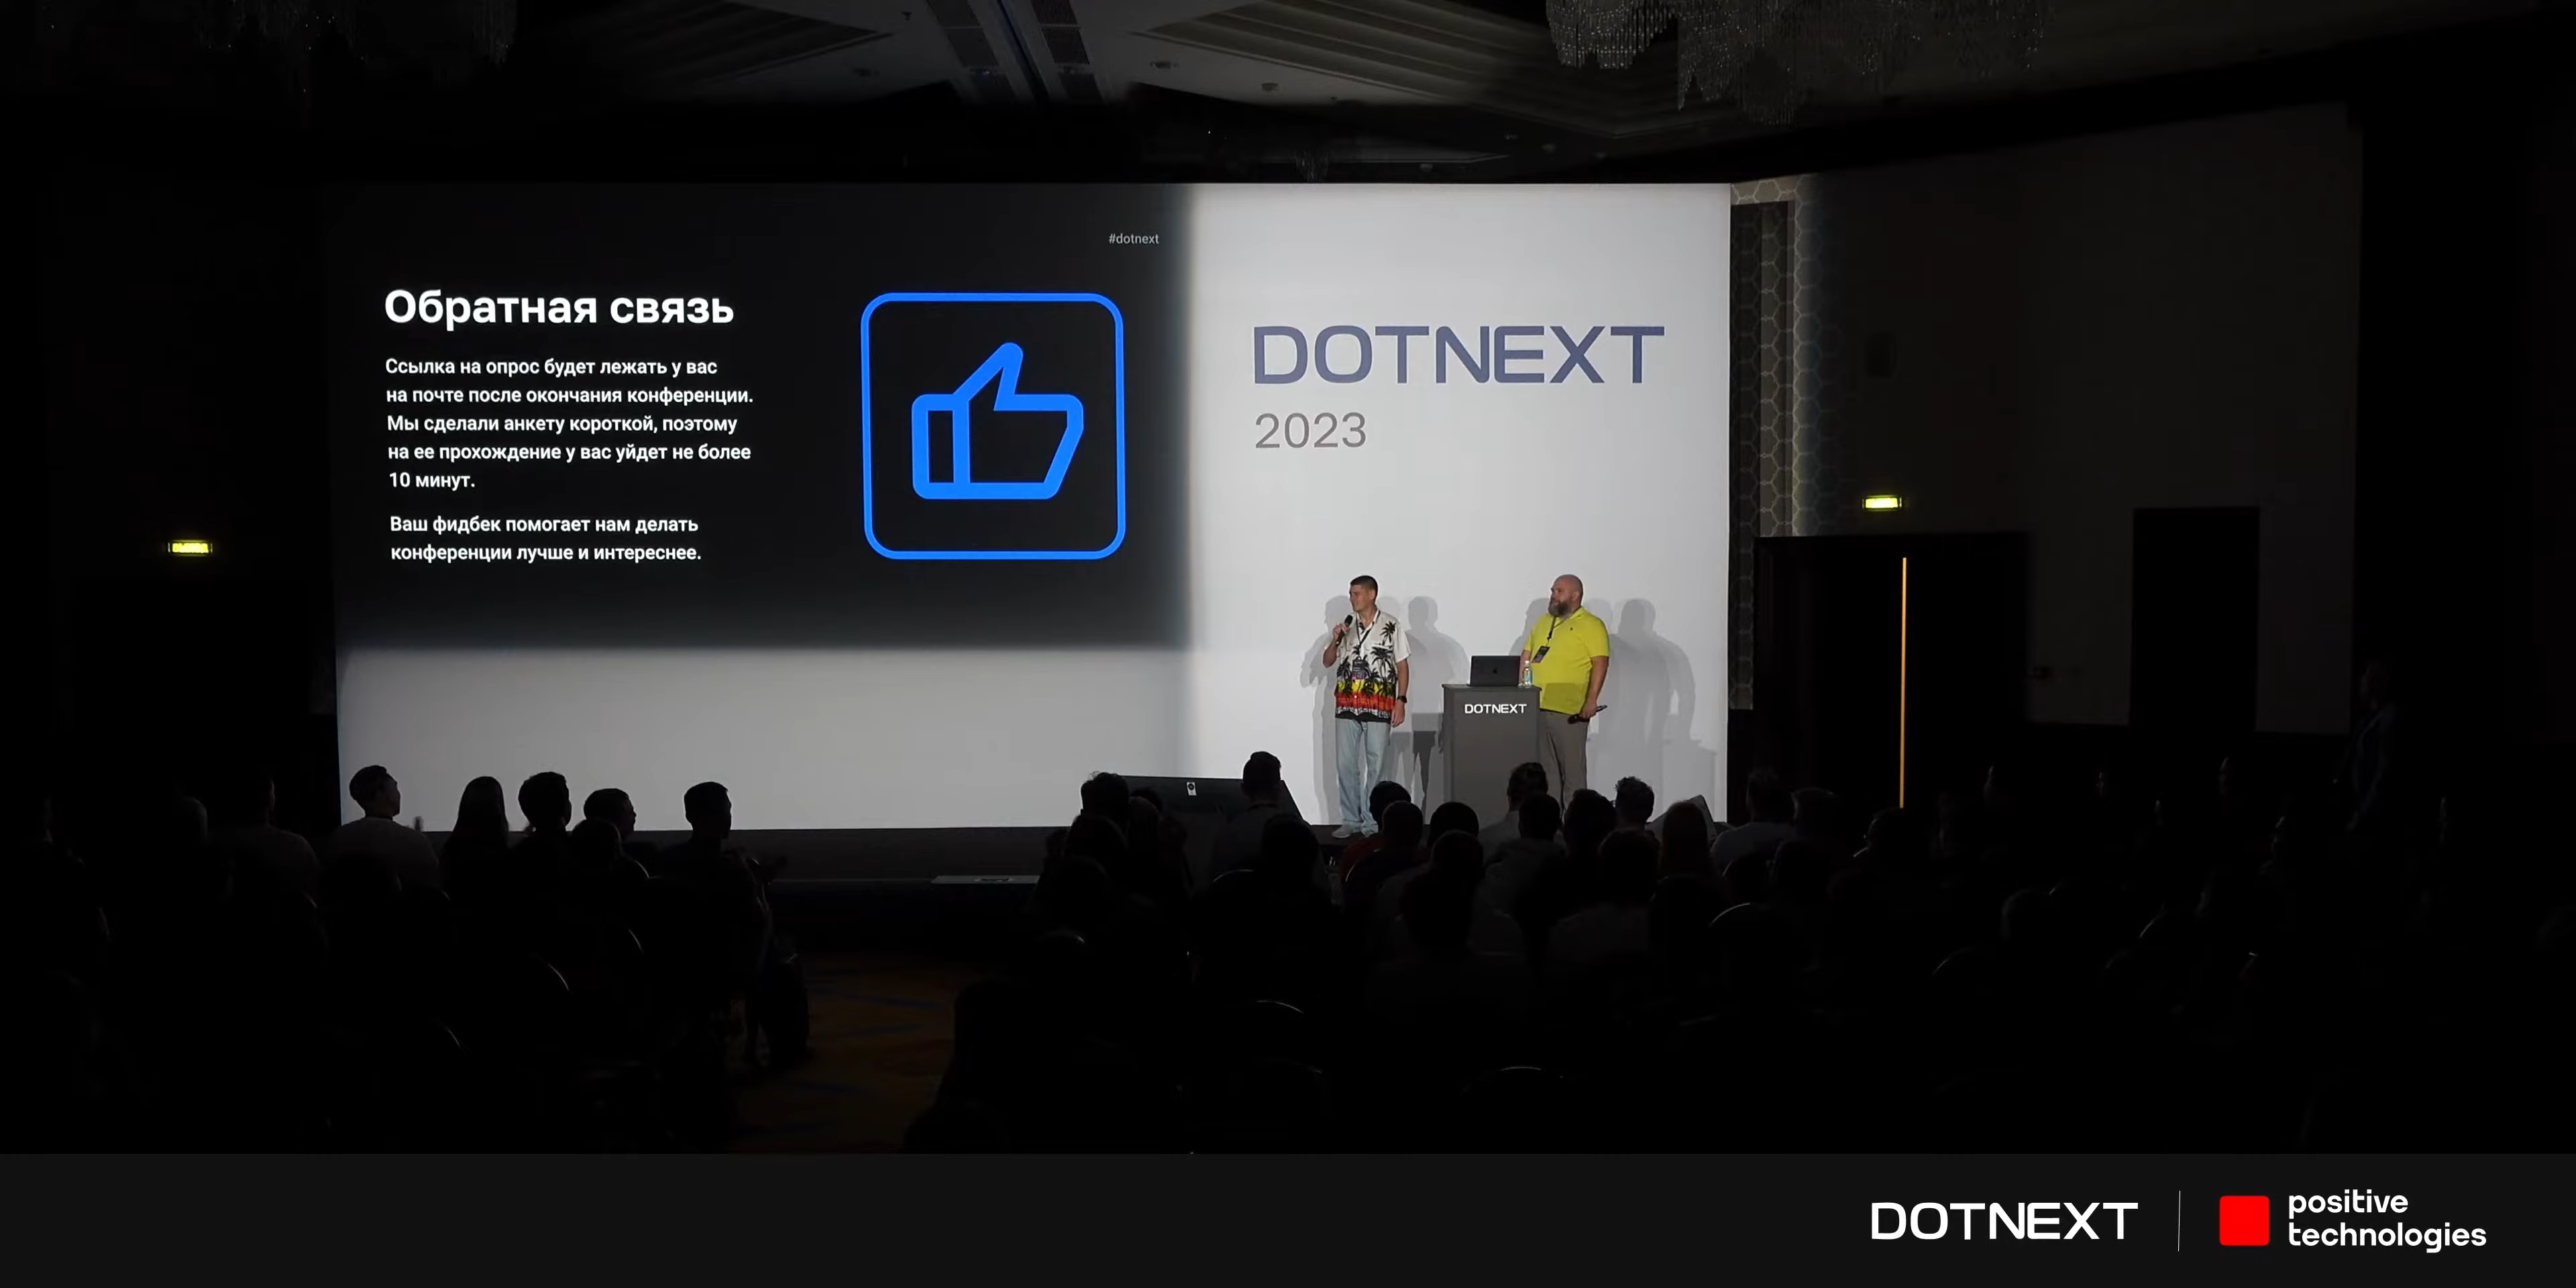 #dotnext
Обратная связь
Ссылка на опрос будет лежать у вас
на почте после окончания конференции.
Мы сделали анкету короткой, поэтому
на ее прохождение у вас уйдет не более
10 минут.
Ваш фидбек помогает нам делать
конференции лучше и интереснее.
DOTNEXT
2023
DOTNEXT
DOTNEXT
positive
technologies